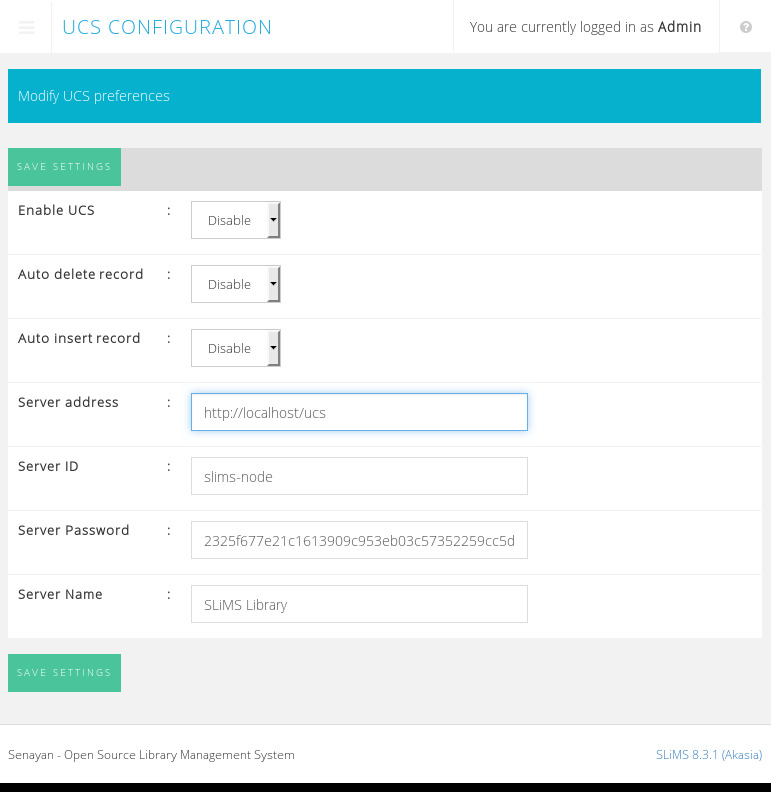 UCS CONFIGURATION
You are currently logged in as Admin
Modify UCS preferences
SAVE SETTINGS
Enable UCS : Disable
Auto delete record : Disable
Auto insert record : Disable
Server address : http://localhost/ucs
Server ID : slims-node
Server Password : 2325f677e21c1613909c953eb03c57352259cc5d
Server Name : SLiMS Library
SAVE SETTINGS
Senayan - Open Source Library Management System
SLiMS 8.3.1 (Akasia)